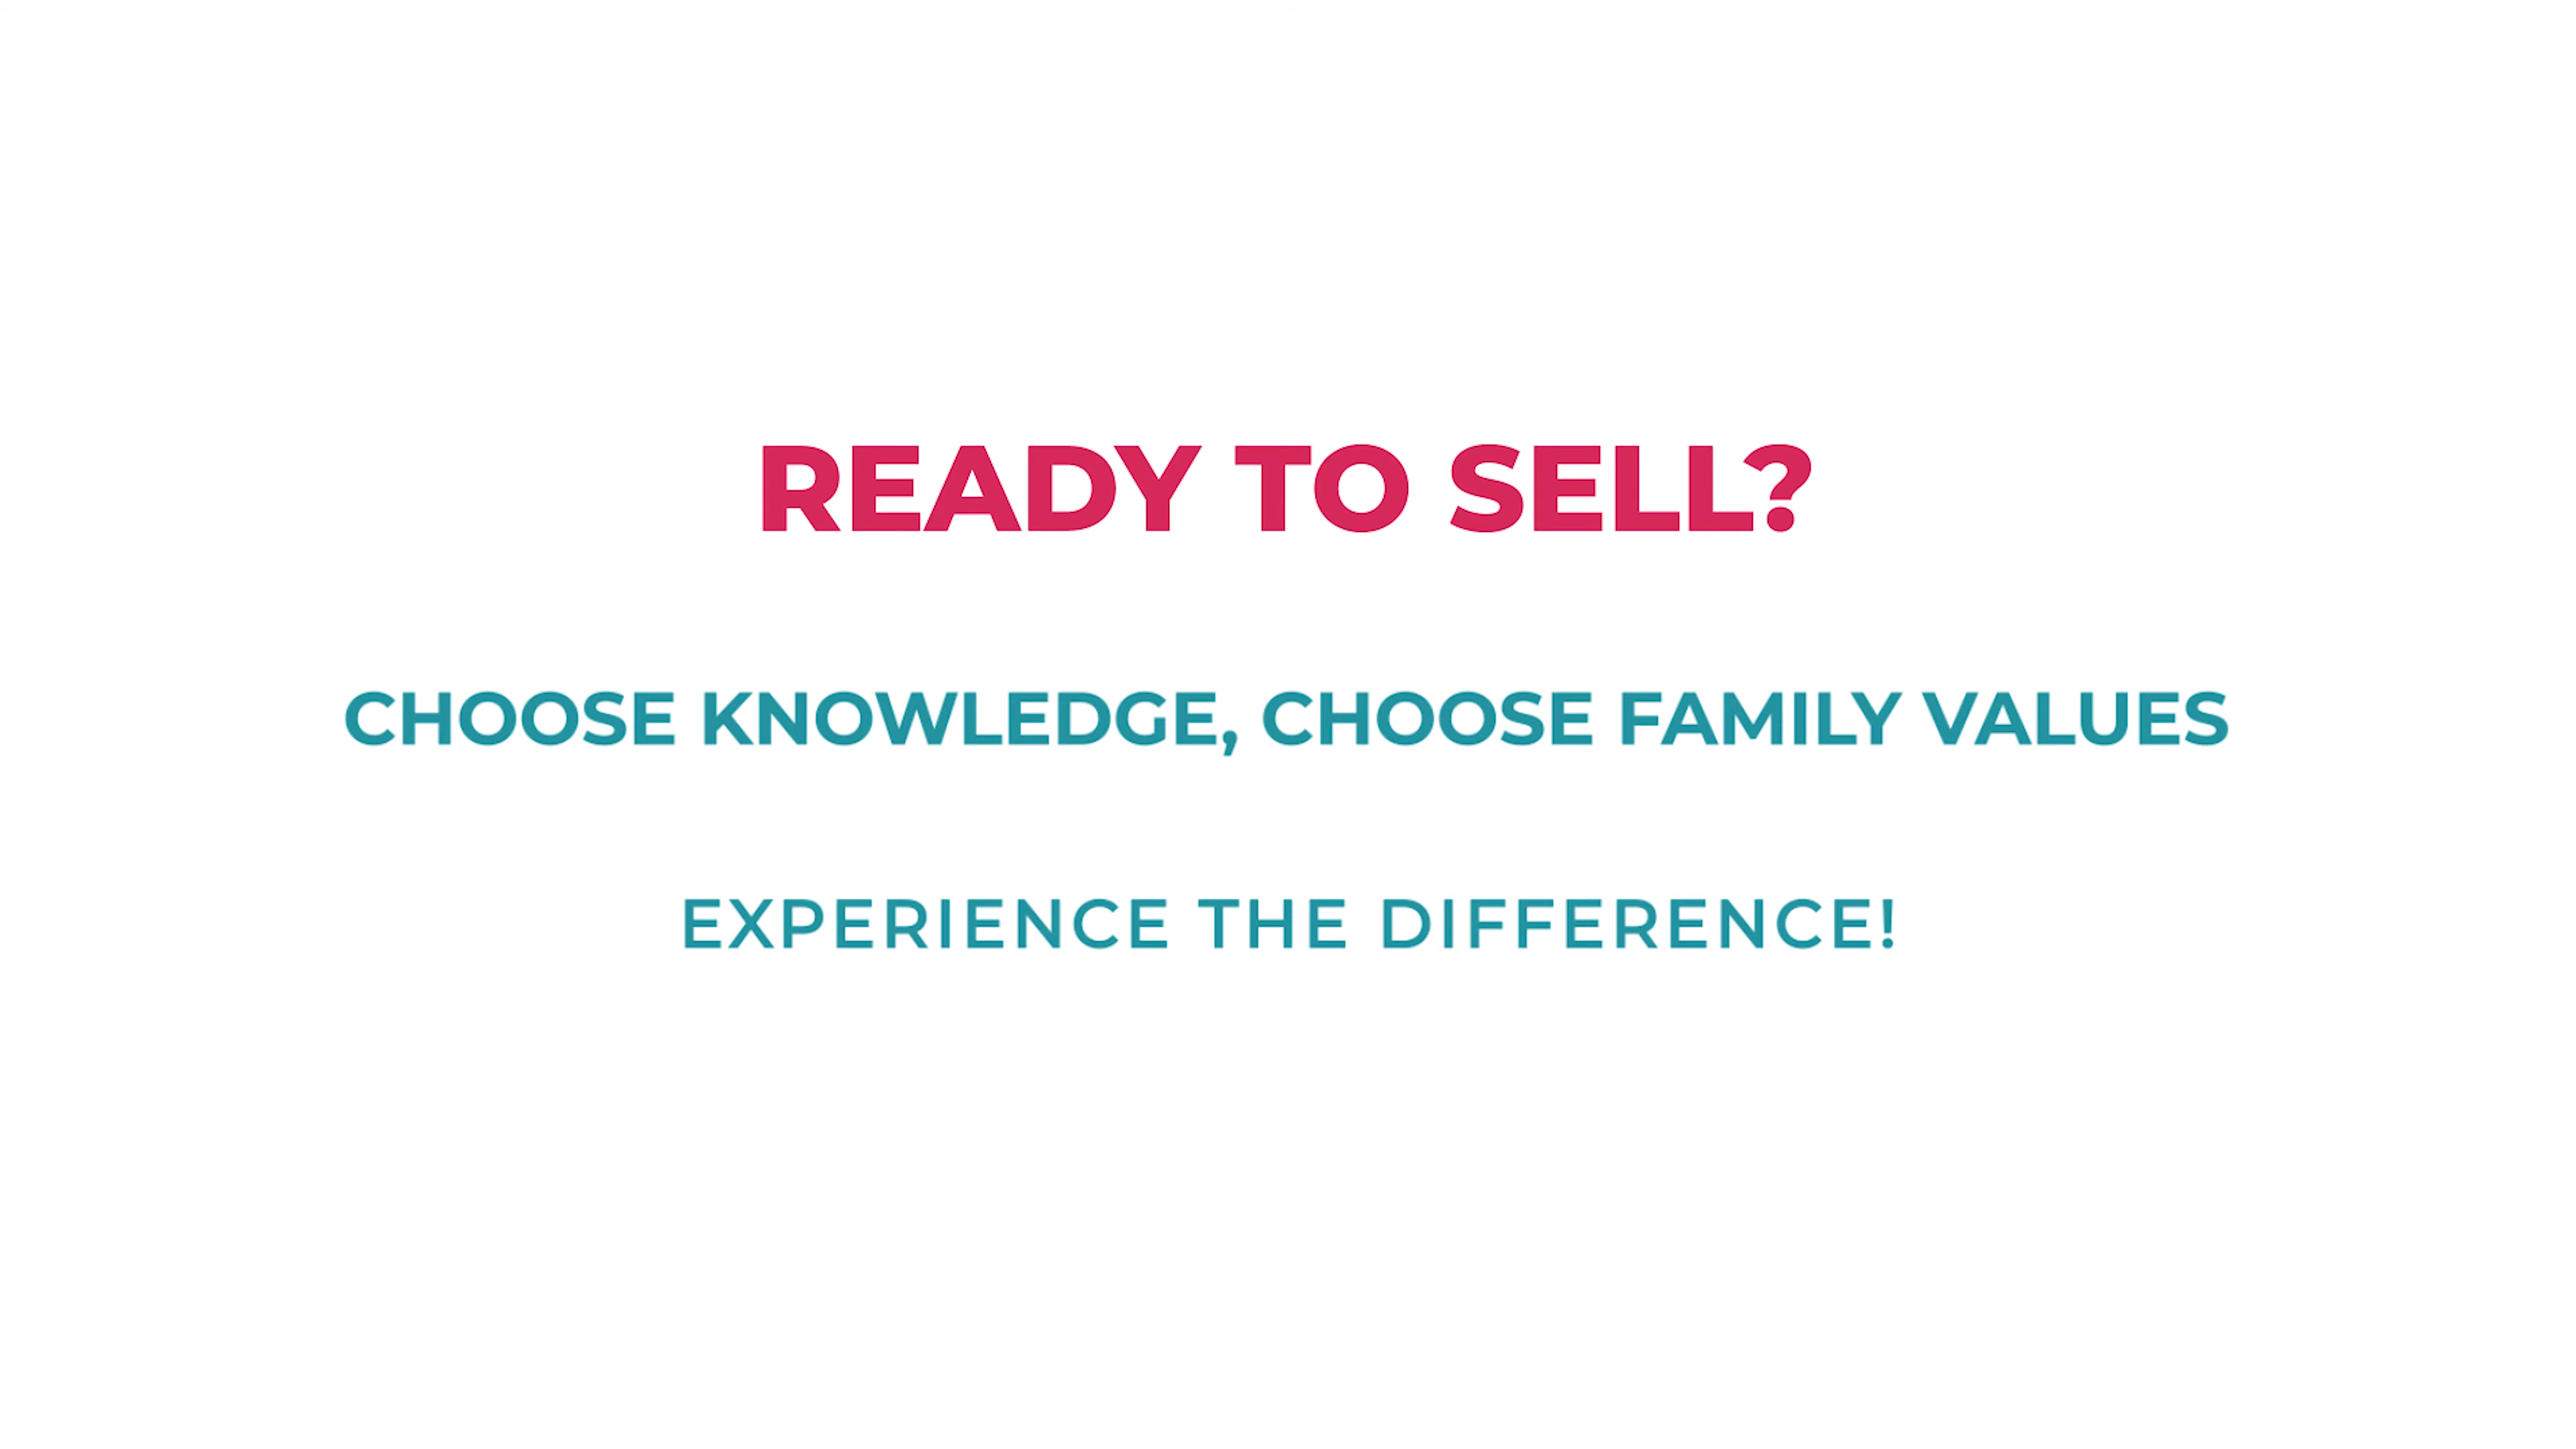 READY TO SELL?
CHOOSE KNOWLEDGE, CHOOSE FAMILY VALUES
EXPERIENCE THE DIFFERENCE!